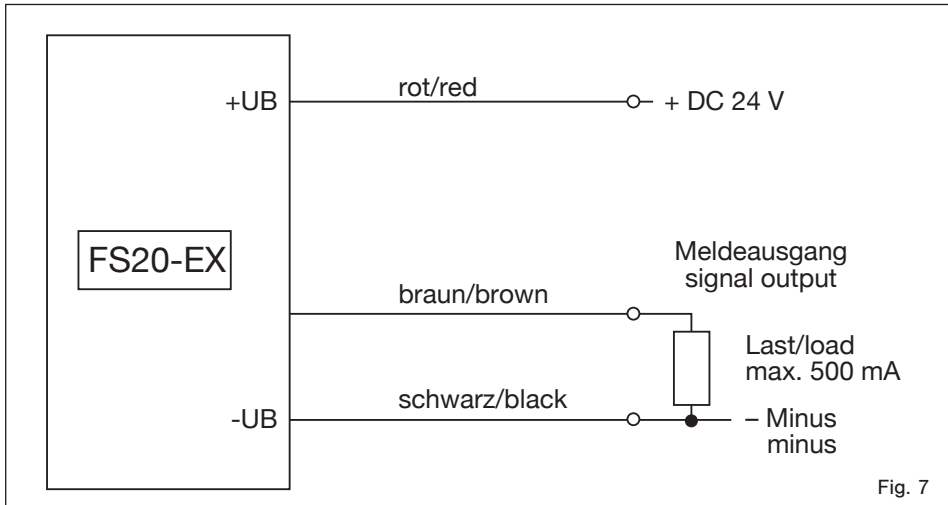 +UB
rot/red
+ DC 24 V
FS20-EX
Meldeausgang
signal output
braun/brown
Last/load
max. 500 mA
-UB
schwarz/black
– Minus
minus
Fig. 7